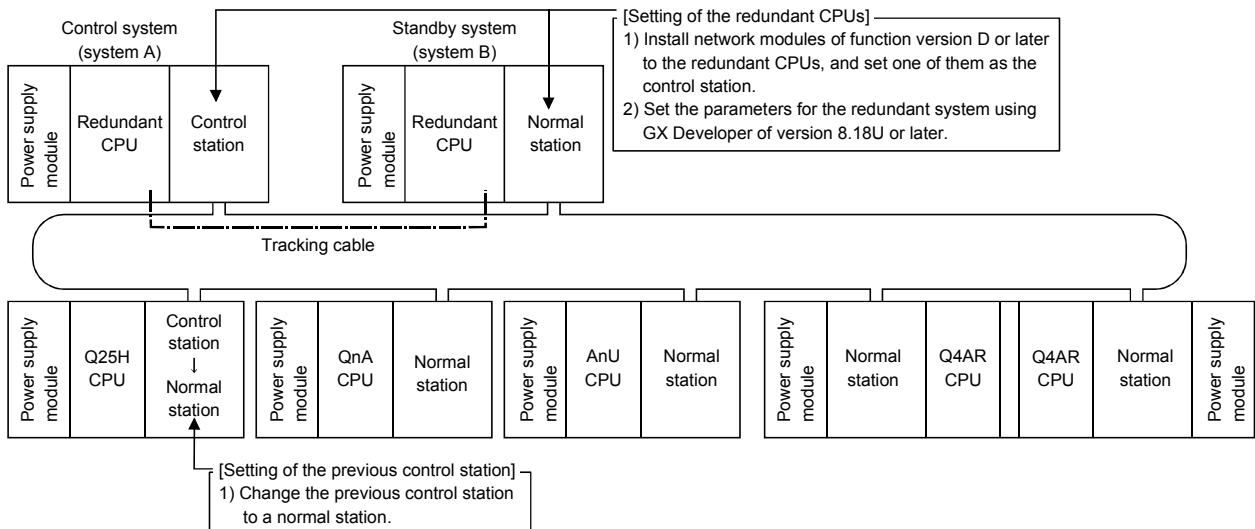 Control system
(system A)
Standby system
(system B)
[Setting of the redundant CPUs]
1) Install network modules of function version D or later
to the redundant CPUs, and set one of them as the
control station.
2) Set the parameters for the redundant system using
GX Developer of version 8.18U or later.
Power supply
module
Redundant
CPU
Control
station
Power supply
module
Redundant
CPU
Normal
station
Tracking cable
Power supply
module
Q25H
CPU
Control
station
↓
Normal
station
Power supply
module
QnA
CPU
Normal
station
Power supply
module
AnU
CPU
Normal
station
Power supply
module
Normal
station
Q4AR
CPU
Q4AR
CPU
Normal
station
Power supply
module
[Setting of the previous control station]
1) Change the previous control station
to a normal station.